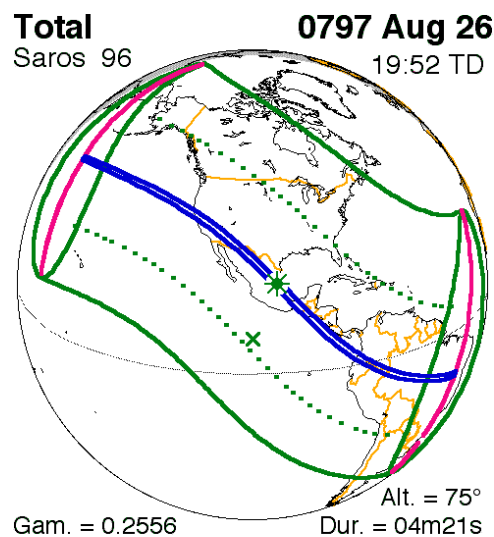 Total
0797 Aug 26
Saros 96
19:52 TD
Alt. = 75°
Gam. = 0.2556
Dur. = 04m21s